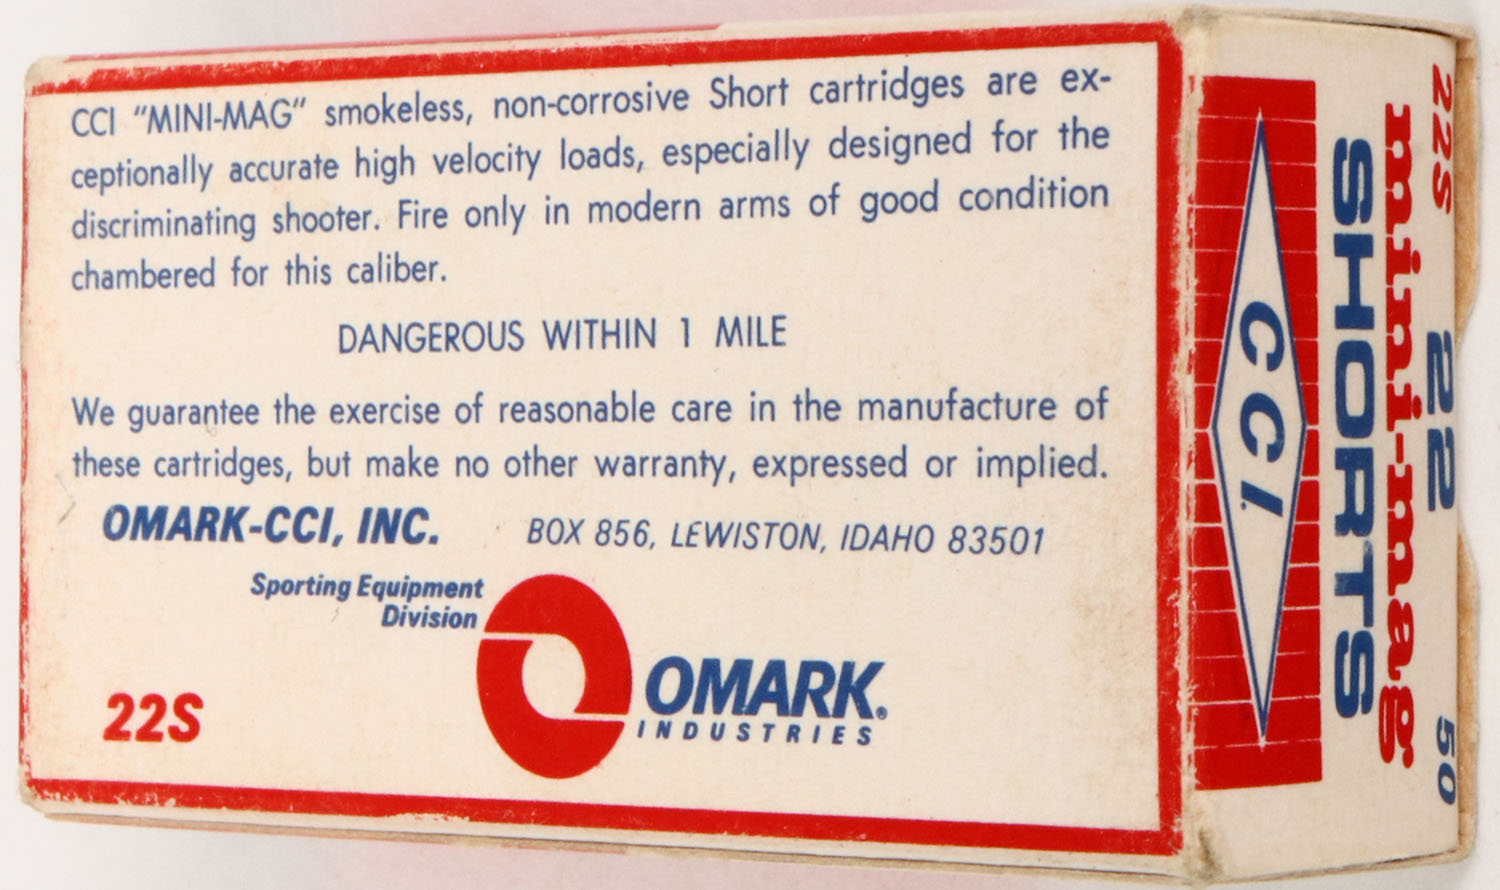 CCI "MINI-MAG" smokeless, non-corrosive Short cartridges are ex-
ceptionally accurate high velocity loads, especially designed for the
discriminating shooter. Fire only in modern arms of good condition
chambered for this caliber.
DANGEROUS WITHIN 1 MILE
We guarantee the exercise of reasonable care in the manufacture of
these cartridges, but make no other warranty, expressed or implied.
OMARK-CCI, INC. BOX 856, LEWISTON, IDAHO 83501
Sporting Equipment
Division
OMARK®
INDUSTRIES
22S
22S 22 50
mini-mag
SHORTS
CCI